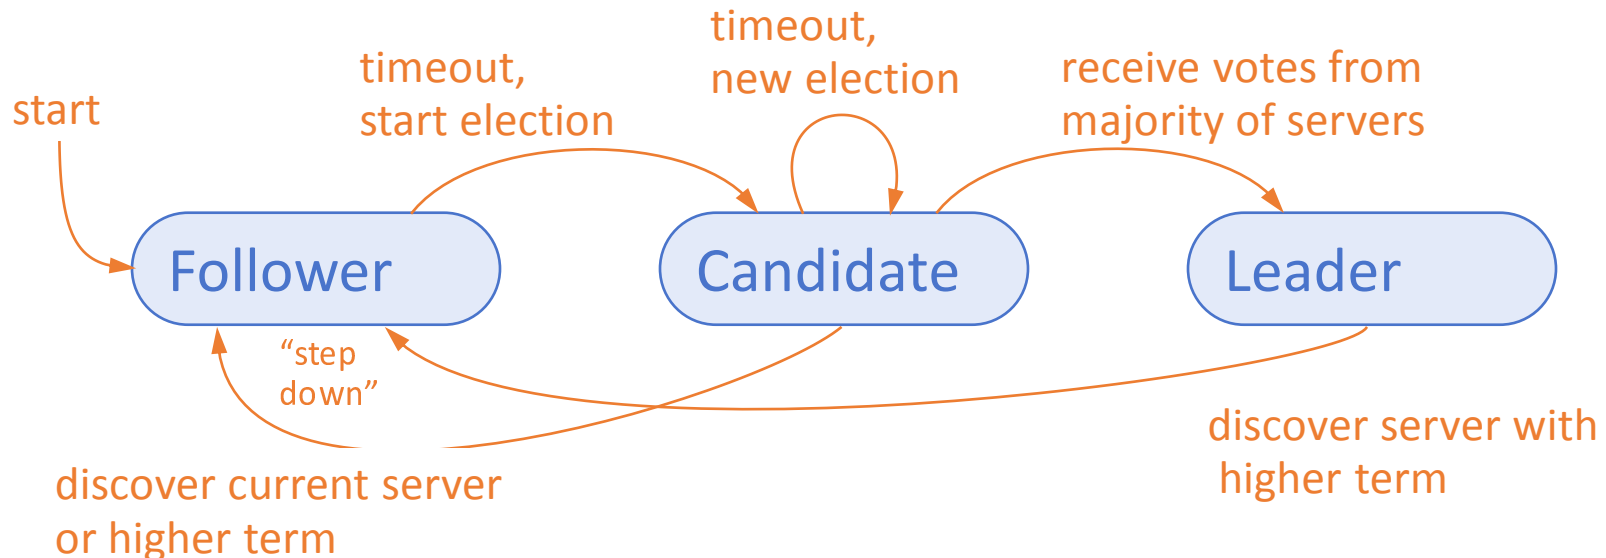 timeout,
new election
timeout,
start election
receive votes from
majority of servers
start
Follower
Candidate
Leader
“step
down”
discover server with
higher term
discover current server
or higher term